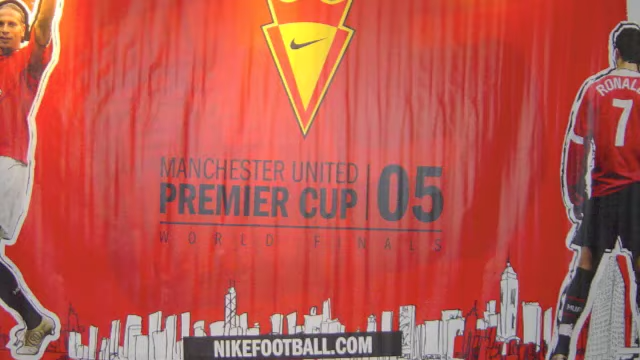 MANCHESTER UNITED
PREMIER CUP
05
WORLD FINALS
RONALDO
7
NIKEFOOTBALL.COM